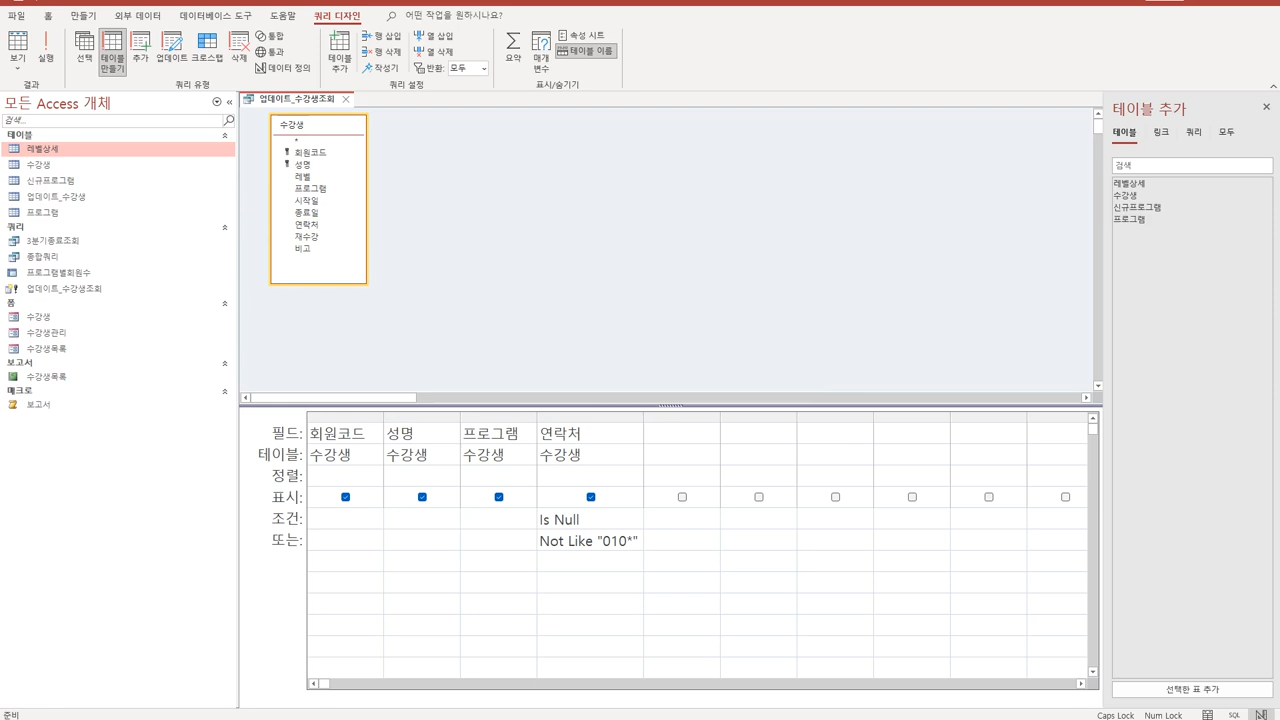 파일 홈 만들기 외부 데이터 데이터베이스 도구 도움말 쿼리 디자인 어떤 작업을 원하시나요?
보기 실행 선택 테이블 만들기 추가 업데이트 크로스탭 삭제 통합 통과 데이터 정의 테이블 추가 행 삽입 행 삭제 작성기 열 삽입 열 삭제 반환: 모두 요약 매개 변수 속성 시트 테이블 이름
결과 쿼리 유형 쿼리 설정 표시/숨기기
모든 Access 개체
검색...
테이블
레벨상세
수강생
신규프로그램
업데이트_수강생
프로그램
쿼리
3분기종료조회
종합쿼리
프로그램별회원수
업데이트_수강생조회
폼
수강생
수강생관리
수강생목록
보고서
수강생목록
매크로
보고서
업데이트_수강생조회
수강생
*
회원코드
성명
레벨
프로그램
시작일
종료일
연락처
재수강
비고
필드: 회원코드 성명 프로그램 연락처
테이블: 수강생 수강생 수강생 수강생
정렬:
표시:
조건: Is Null
또는: Not Like "010*"
테이블 추가
테이블 링크 쿼리 모두
검색
레벨상세
수강생
신규프로그램
프로그램
선택한 표 추가
준비 Caps Lock Num Lock SQL